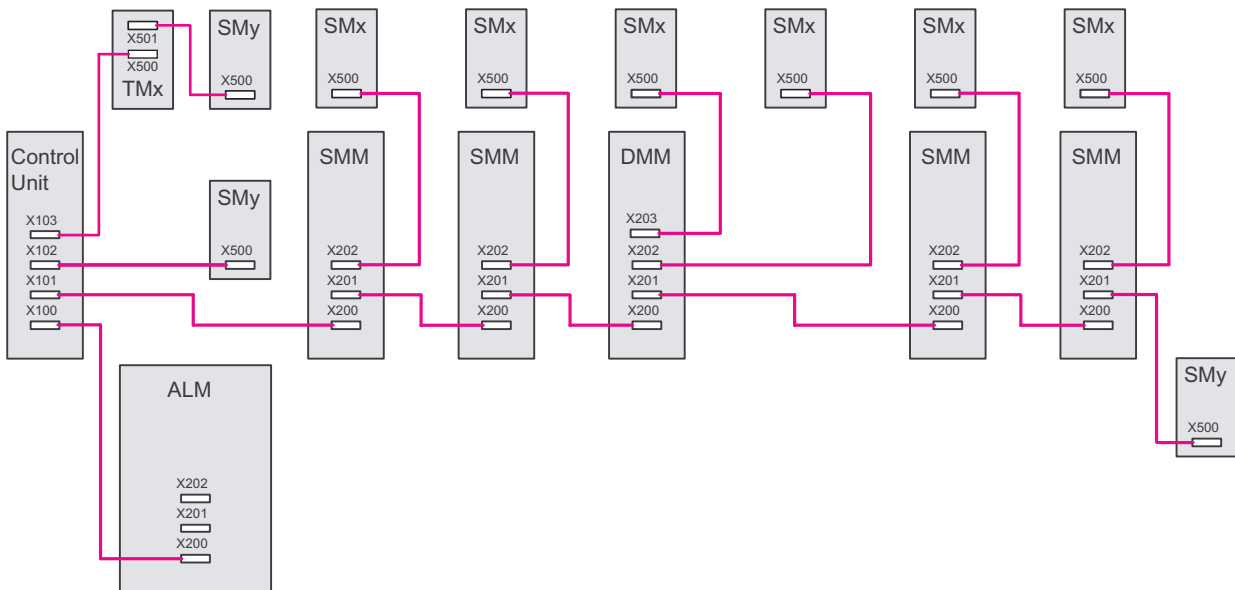 X501
X500
TMx
SMy
X500
SMx
X500
SMx
X500
SMx
X500
SMx
X500
SMx
X500
SMx
X500
Control
Unit
X103
X102
X101
X100
SMy
X500
SMM
X202
X201
X200
SMM
X202
X201
X200
DMM
X203
X202
X201
X200
SMM
X202
X201
X200
SMM
X202
X201
X200
ALM
X202
X201
X200
SMy
X500